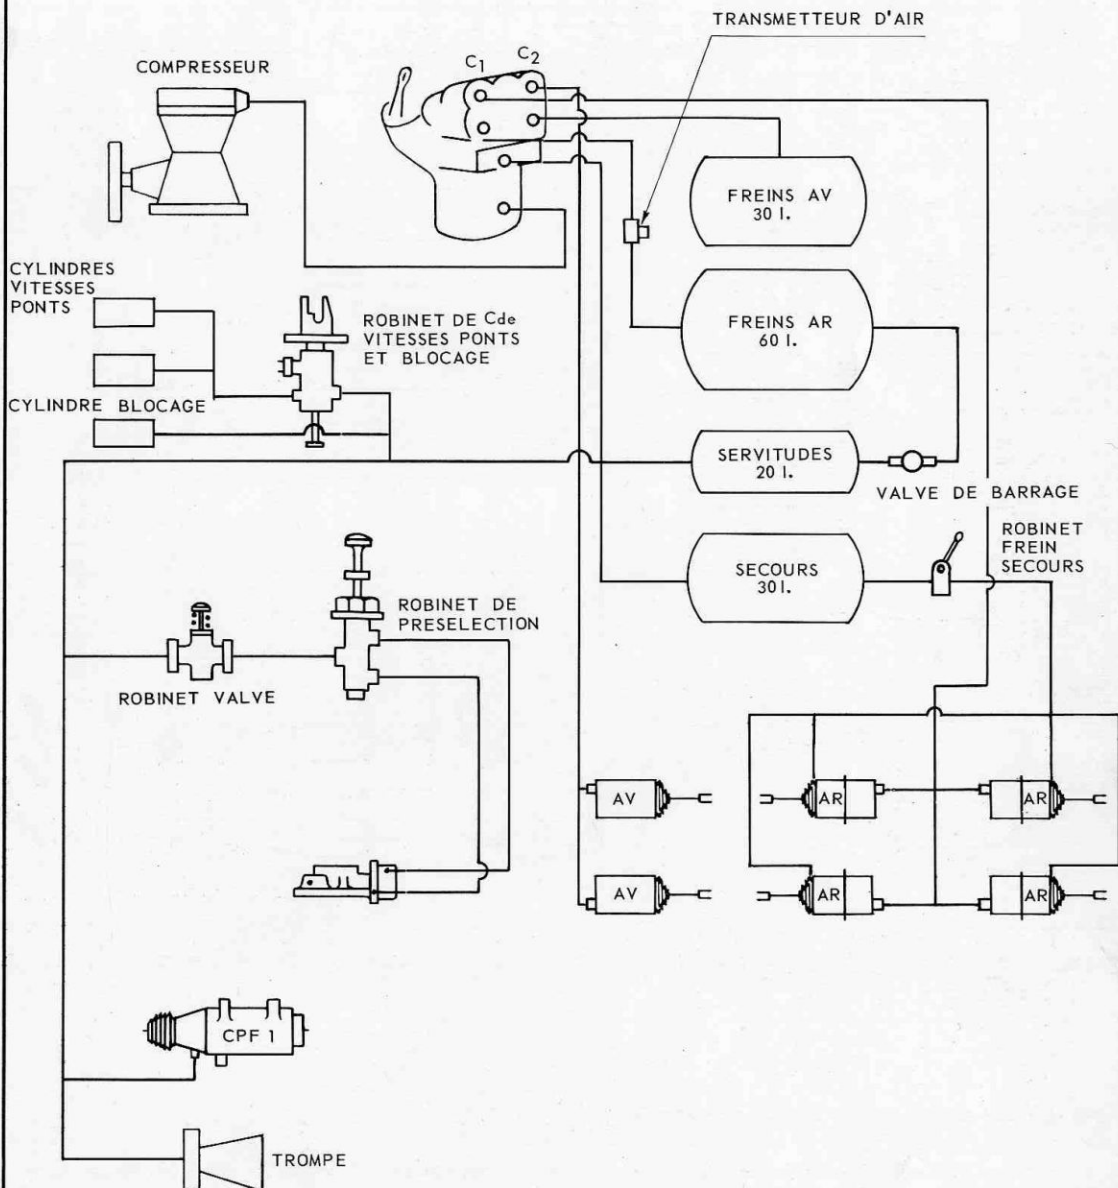 TRANSMETTEUR D'AIR
COMPRESSEUR
C1
C2
FREINS AV
30 l.
CYLINDRES
VITESSES
PONTS
ROBINET DE Cde
VITESSES PONTS
ET BLOCAGE
FREINS AR
60 l.
CYLINDRE BLOCAGE
SERVITUDES
20 l.
VALVE DE BARRAGE
ROBINET
FREIN
SECOURS
SECOURS
30 l.
ROBINET DE
PRESELECTION
ROBINET VALVE
AV
AR
AR
AV
AR
AR
CPF 1
TROMPE